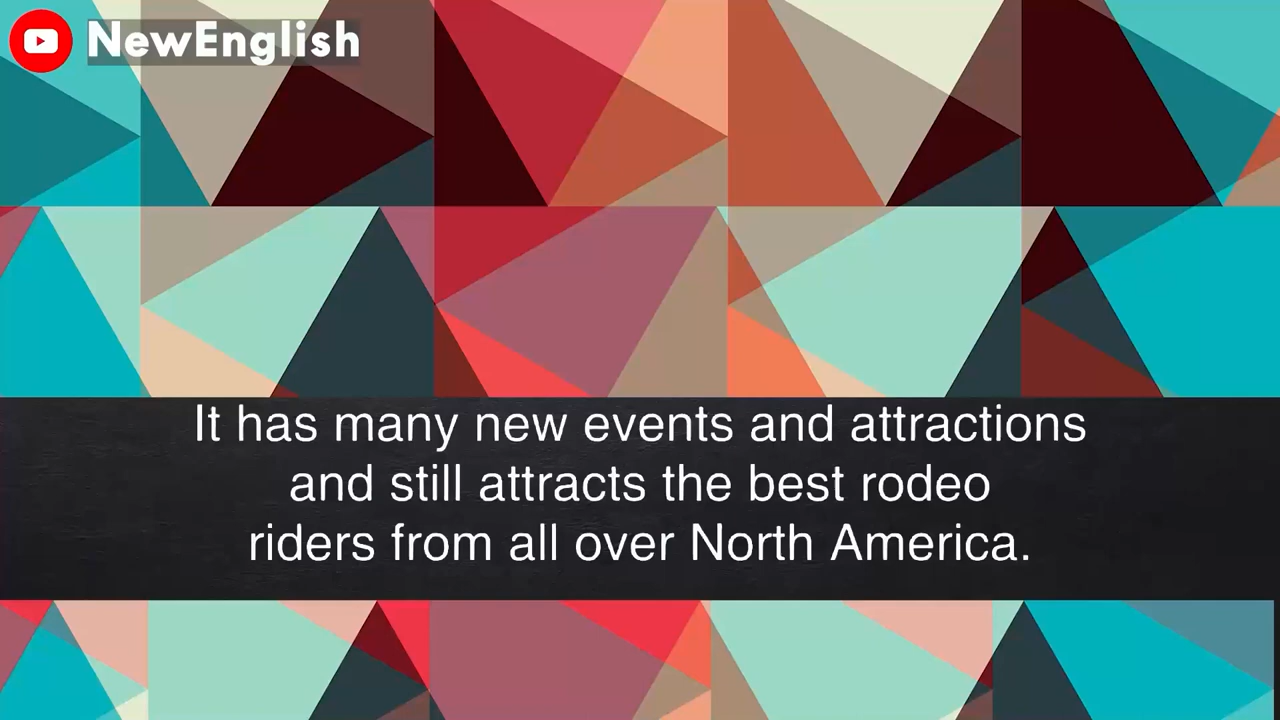 NewEnglish
It has many new events and attractions
and still attracts the best rodeo
riders from all over North America.